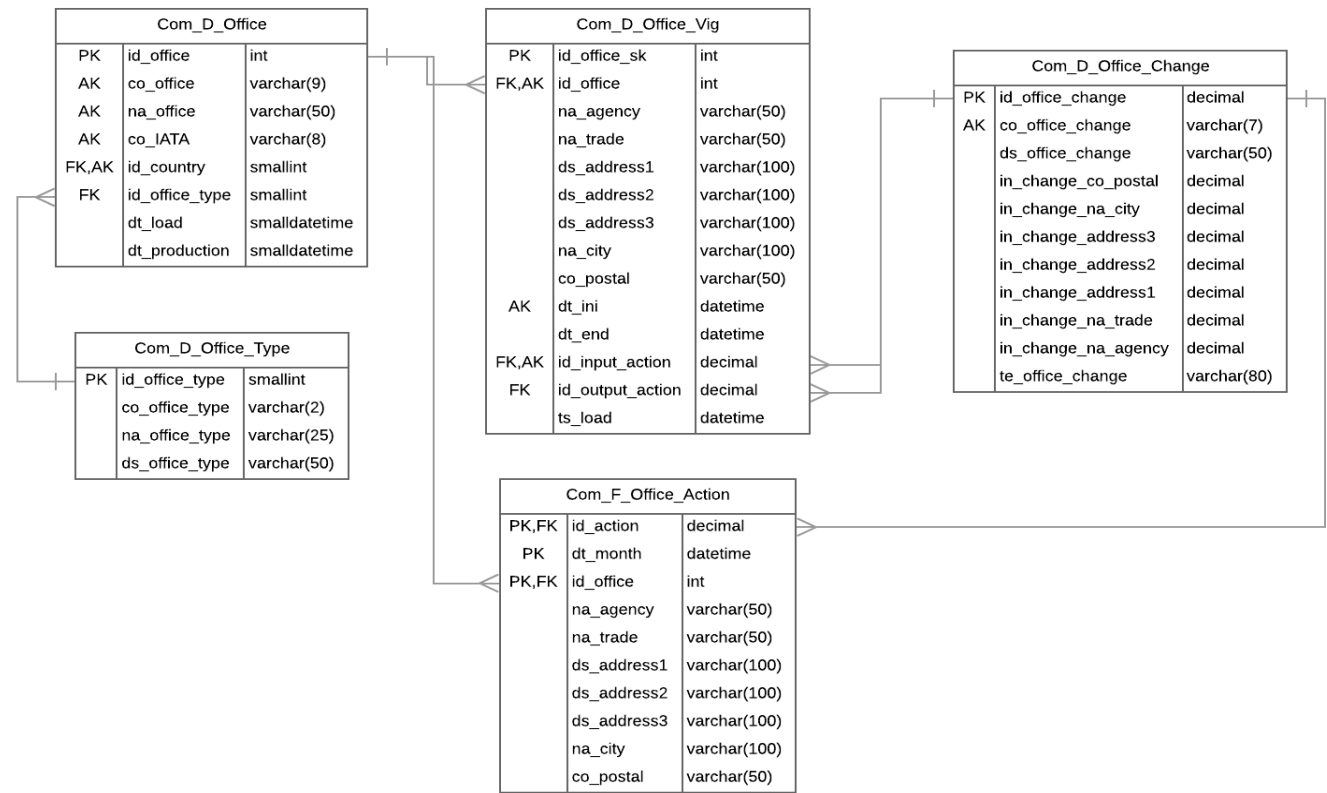 Com_D_Office
PK id_office int
AK co_office varchar(9)
AK na_office varchar(50)
AK co_IATA varchar(8)
FK,AK id_country smallint
FK id_office_type smallint
dt_load smalldatetime
dt_production smalldatetime
Com_D_Office_Type
PK id_office_type smallint
co_office_type varchar(2)
na_office_type varchar(25)
ds_office_type varchar(50)
Com_D_Office_Vig
PK id_office_sk int
FK,AK id_office int
na_agency varchar(50)
na_trade varchar(50)
ds_address1 varchar(100)
ds_address2 varchar(100)
ds_address3 varchar(100)
na_city varchar(100)
co_postal varchar(50)
AK dt_ini datetime
dt_end datetime
FK,AK id_input_action decimal
FK id_output_action decimal
ts_load datetime
Com_D_Office_Change
PK id_office_change decimal
AK co_office_change varchar(7)
ds_office_change varchar(50)
in_change_co_postal decimal
in_change_na_city decimal
in_change_address3 decimal
in_change_address2 decimal
in_change_address1 decimal
in_change_na_trade decimal
in_change_na_agency decimal
te_office_change varchar(80)
Com_F_Office_Action
PK,FK id_action decimal
PK dt_month datetime
PK,FK id_office int
na_agency varchar(50)
na_trade varchar(50)
ds_address1 varchar(100)
ds_address2 varchar(100)
ds_address3 varchar(100)
na_city varchar(100)
co_postal varchar(50)